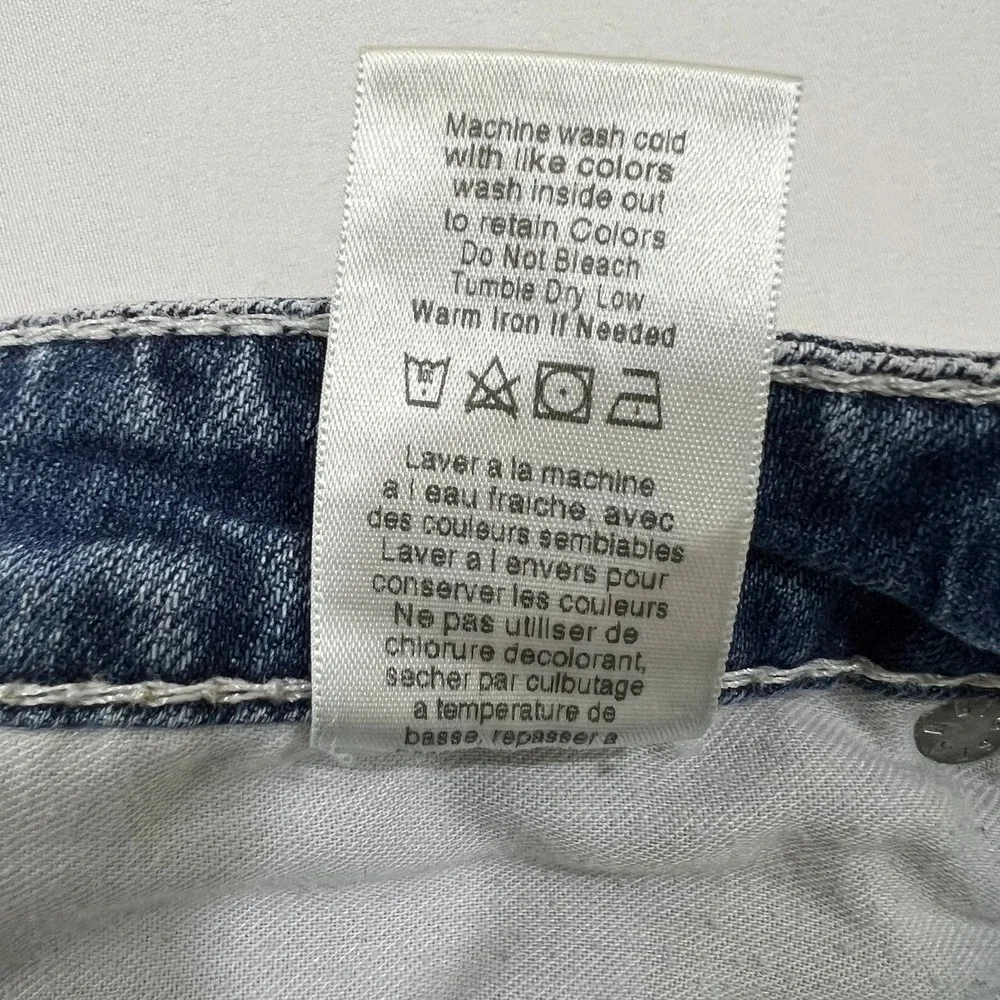 Machine wash cold
with like colors
wash inside out
to retain Colors
Do Not Bleach
Tumble Dry Low
Warm Iron If Needed
Laver a la machine
a l eau fraiche, avec
des couleurs semblables
Laver a l envers pour
conserver les couleurs
Ne pas utiliser de
chlorure decolorant,
secher par culbutage
a temperature de
basse, repasser a